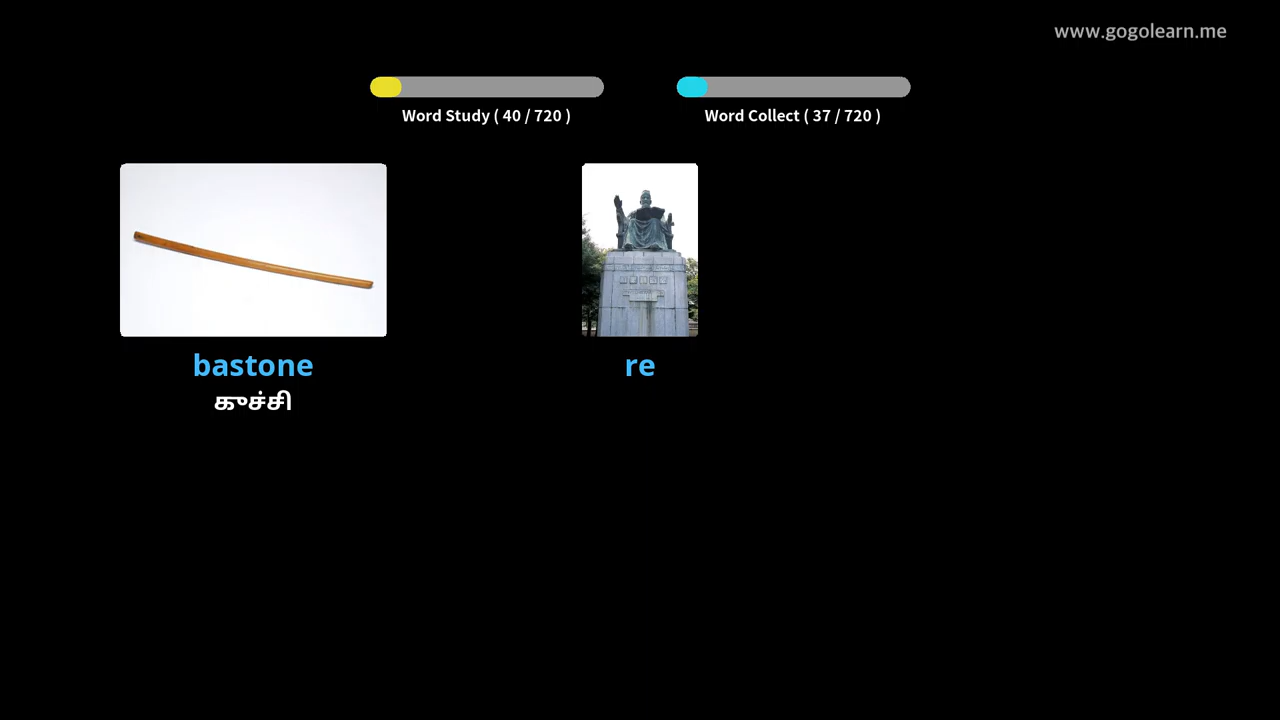 www.gogolearn.me
Word Study ( 40 / 720 )
Word Collect ( 37 / 720 )
bastone
re
குச்சி